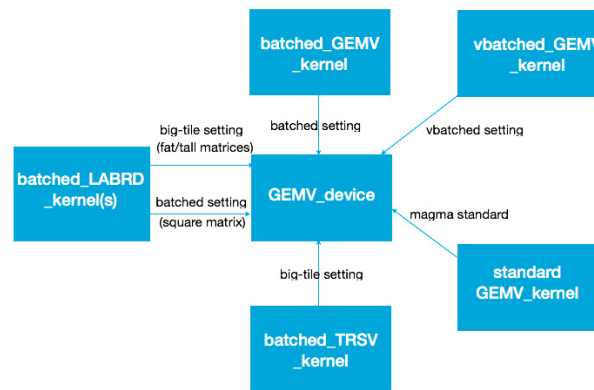 batched_GEMV
_kernel
vbatched_GEMV
_kernel
big-tile setting
(fat/tall matrices)
batched setting
vbatched setting
batched_LABRD
_kernel(s)
batched setting
(square matrix)
GEMV_device
magma standard
big-tile setting
standard
GEMV_kernel
batched_TRSV
_kernel